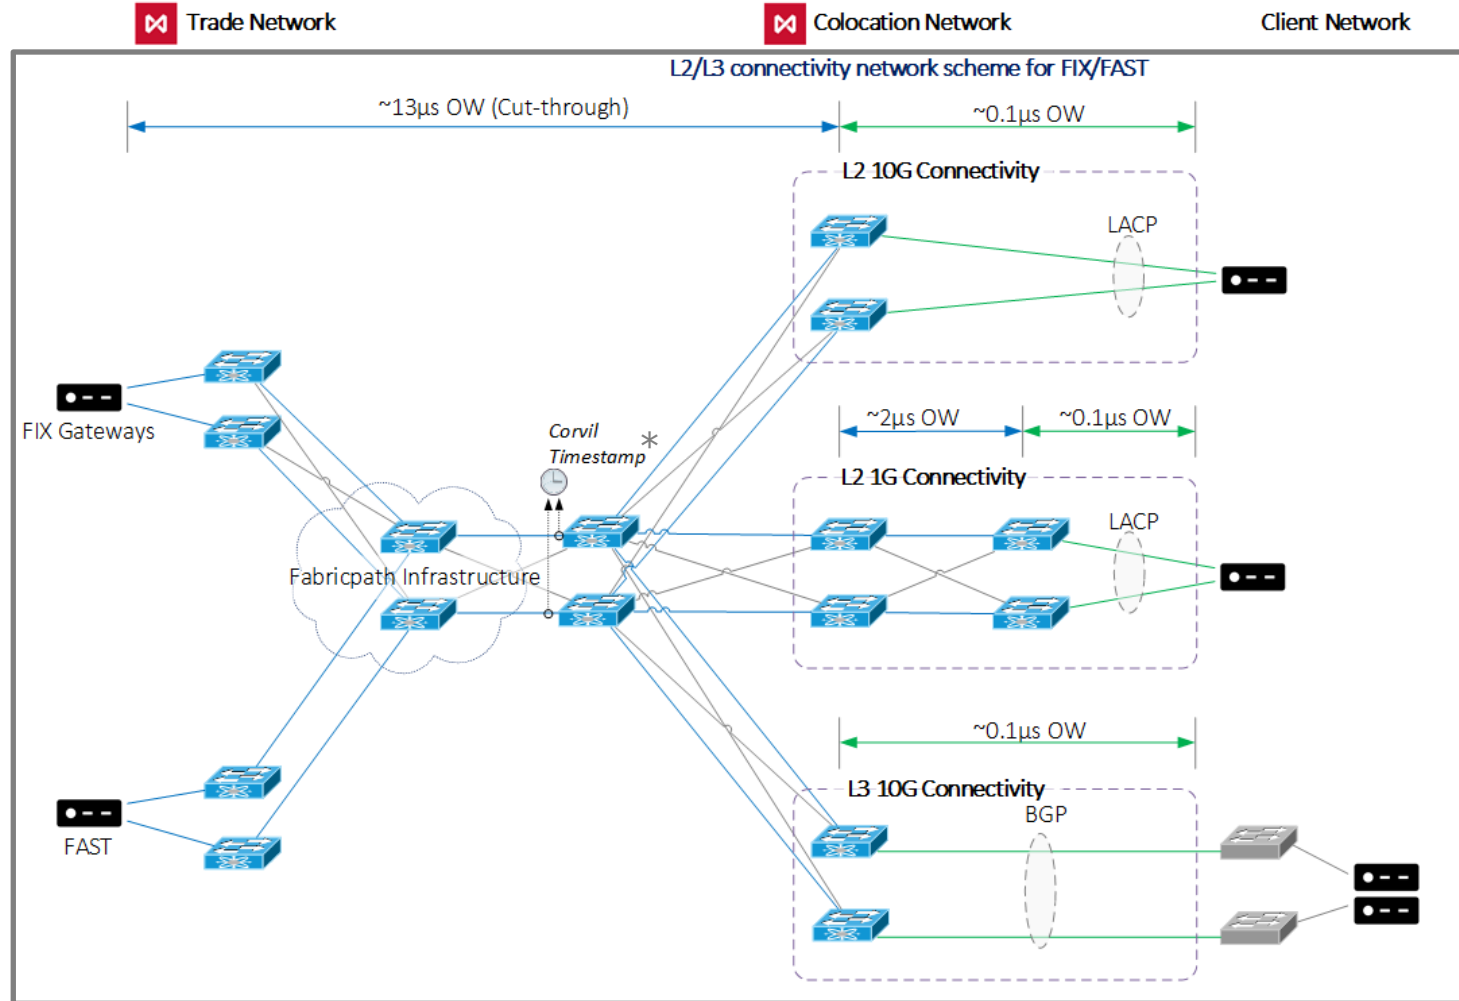 Trade Network
Colocation Network
Client Network
L2/L3 connectivity network scheme for FIX/FAST
~13µs OW (Cut-through)
~0.1µs OW
L2 10G Connectivity
LACP
FIX Gateways
Corvil
Timestamp*
~2µs OW
~0.1µs OW
L2 1G Connectivity
LACP
Fabricpath Infrastructure
~0.1µs OW
L3 10G Connectivity
BGP
FAST